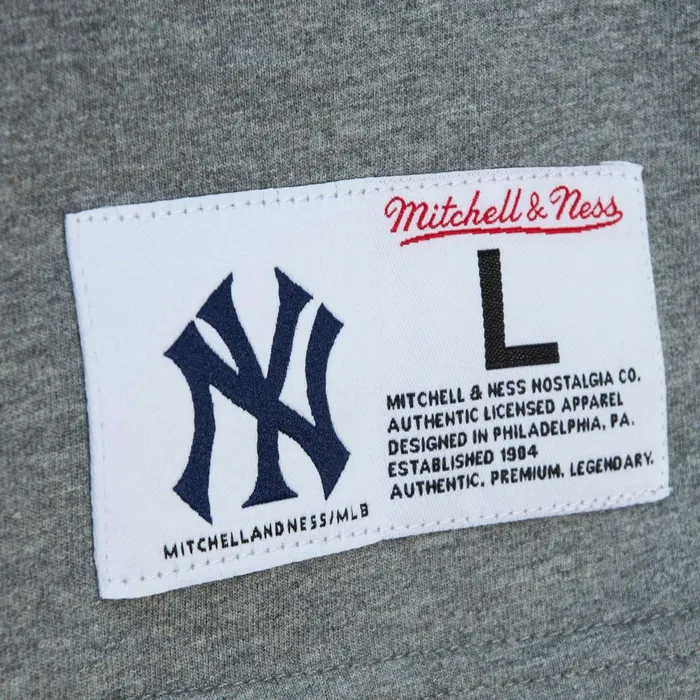 NY
MITCHELLANDNESS/MLB
Mitchell & Ness
L
MITCHELL & NESS NOSTALGIA CO.
AUTHENTIC LICENSED APPAREL
DESIGNED IN PHILADELPHIA, PA.
ESTABLISHED 1904
AUTHENTIC. PREMIUM. LEGENDARY.